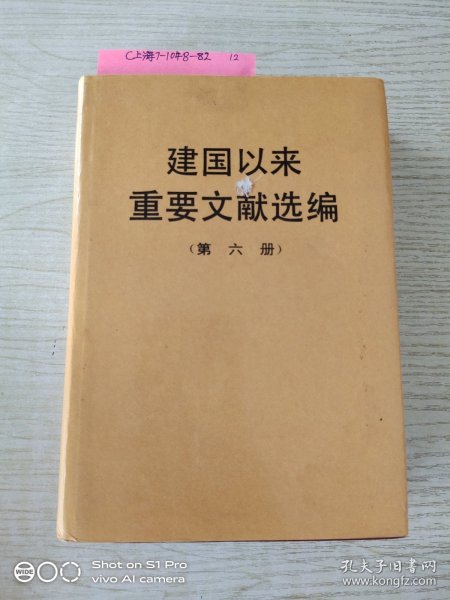 C上海7-1048-82 12
建国以来
重要文献选编
（第 六 册）
WIDE
Shot on S1 Pro
vivo AI camera
孔夫子旧书网
www.kongfz.com